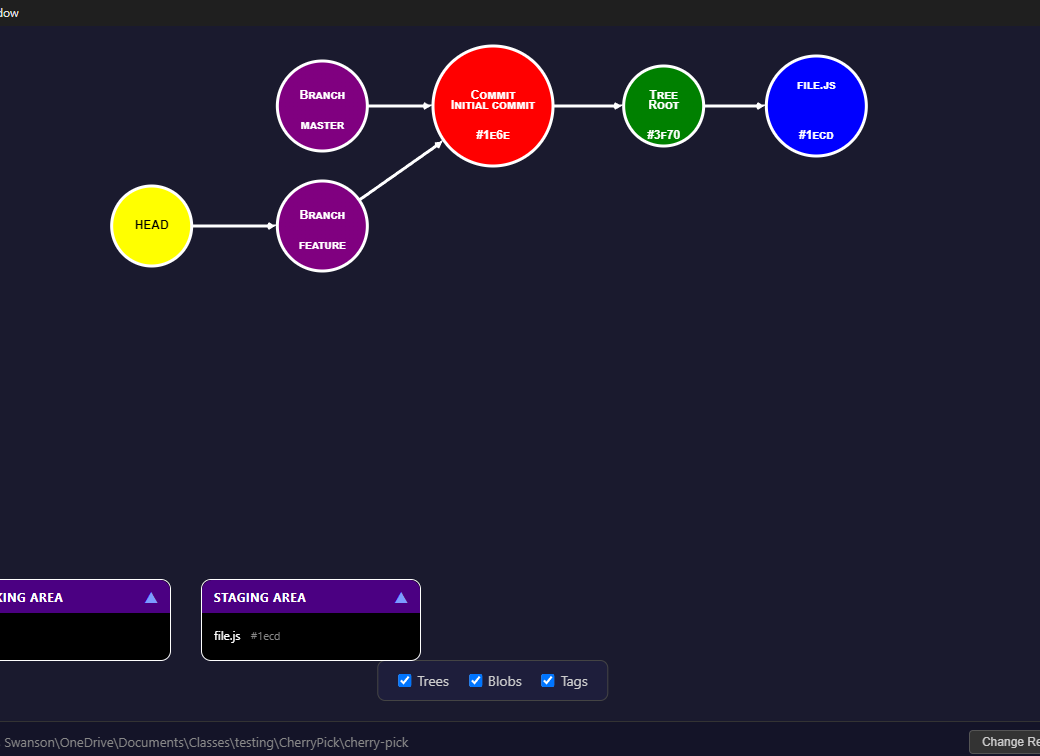 dow
Branch
master
Commit
Initial commit
#1e6e
Tree
Root
#3f70
file.js
#1ecd
HEAD
Branch
feature
KING AREA
STAGING AREA
file.js #1ecd
Trees Blobs Tags
Swanson\OneDrive\Documents\Classes\testing\CherryPick\cherry-pick
Change Re